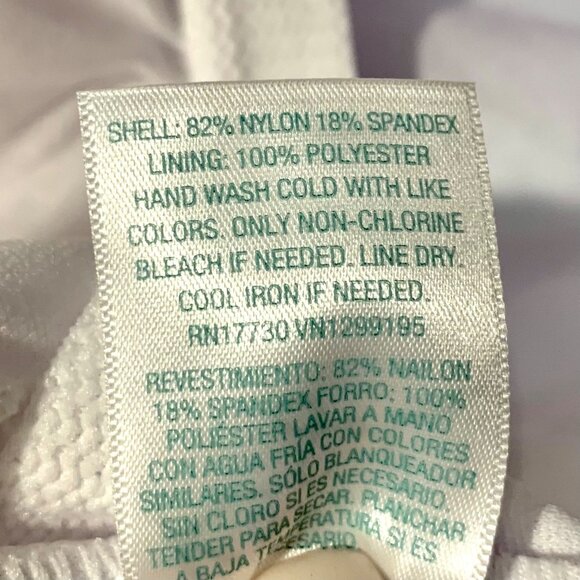 SHELL: 82% NYLON 18% SPANDEX
LINING: 100% POLYESTER
HAND WASH COLD WITH LIKE
COLORS. ONLY NON-CHLORINE
BLEACH IF NEEDED. LINE DRY.
COOL IRON IF NEEDED.
RN17730 VN1299195
REVESTIMIENTO: 82% NAILON
18% SPANDEX FORRO: 100%
POLIÉSTER LAVAR A MANO
CON AGUA FRÍA CON COLORES
SIMILARES. SÓLO BLANQUEADOR
SIN CLORO SI ES NECESARIO
TENDER PARA SECAR. PLANCHAR
A BAJA TEMPERATURA SI ES